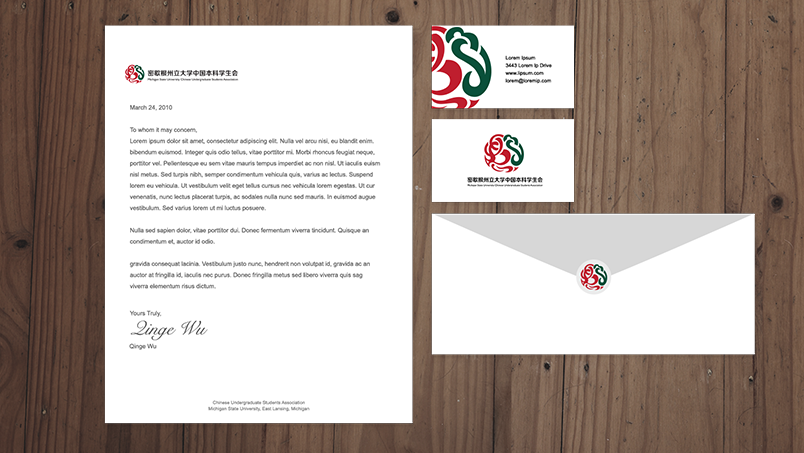 密歇根州立大学中国本科学生会
Michigan State University Chinese Undergraduate Students Association
March 24, 2010
To whom it may concern,
Lorem ipsum dolor sit amet, consectetur adipiscing elit. Nulla vel arcu nisi, eu blandit enim,
bibendum euismod. Integer quis odio tellus, vitae porttitor mi. Morbi rhoncus feugiat neque,
porttitor vel. Pellentesque eu sem vitae mauris tempus imperdiet ac non nisl. Ut iaculis euism
nisl metus. Sed turpis nibh, semper condimentum vehicula quis, varius ac lectus. Suspend
lorem eu vehicula. Ut vestibulum velit eget tellus cursus nec vehicula lorem egestas. Ut cur
venenatis, nunc lectus placerat turpis, ac sodales nulla nunc id mauris. In euismod augue
vestibulum. Sed varius lorem ut mi luctus posuere.
Nulla sed sapien dolor, vitae porttitor dui. Donec fermentum viverra tincidunt. Quisque an
condimentum et, auctor id odio.
gravida consequat lacinia. Vestibulum justo nunc, hendrerit non volutpat id, gravida ac an
auctor at fringilla id, iaculis nec purus. Donec fringilla metus sed libero viverra quis sag
viverra elementum risus dictum.
Yours Truly,
Qinge Wu
Qinge Wu
Chinese Undergraduate Students Association
Michigan State University, East Lansing, Michigan
Lorem Ipsum
3443 Lorem Ip Drive
www.lipsum.com
lorem@loremip.com
密歇根州立大学中国本科学生会
Michigan State University Chinese Undergraduate Students Association